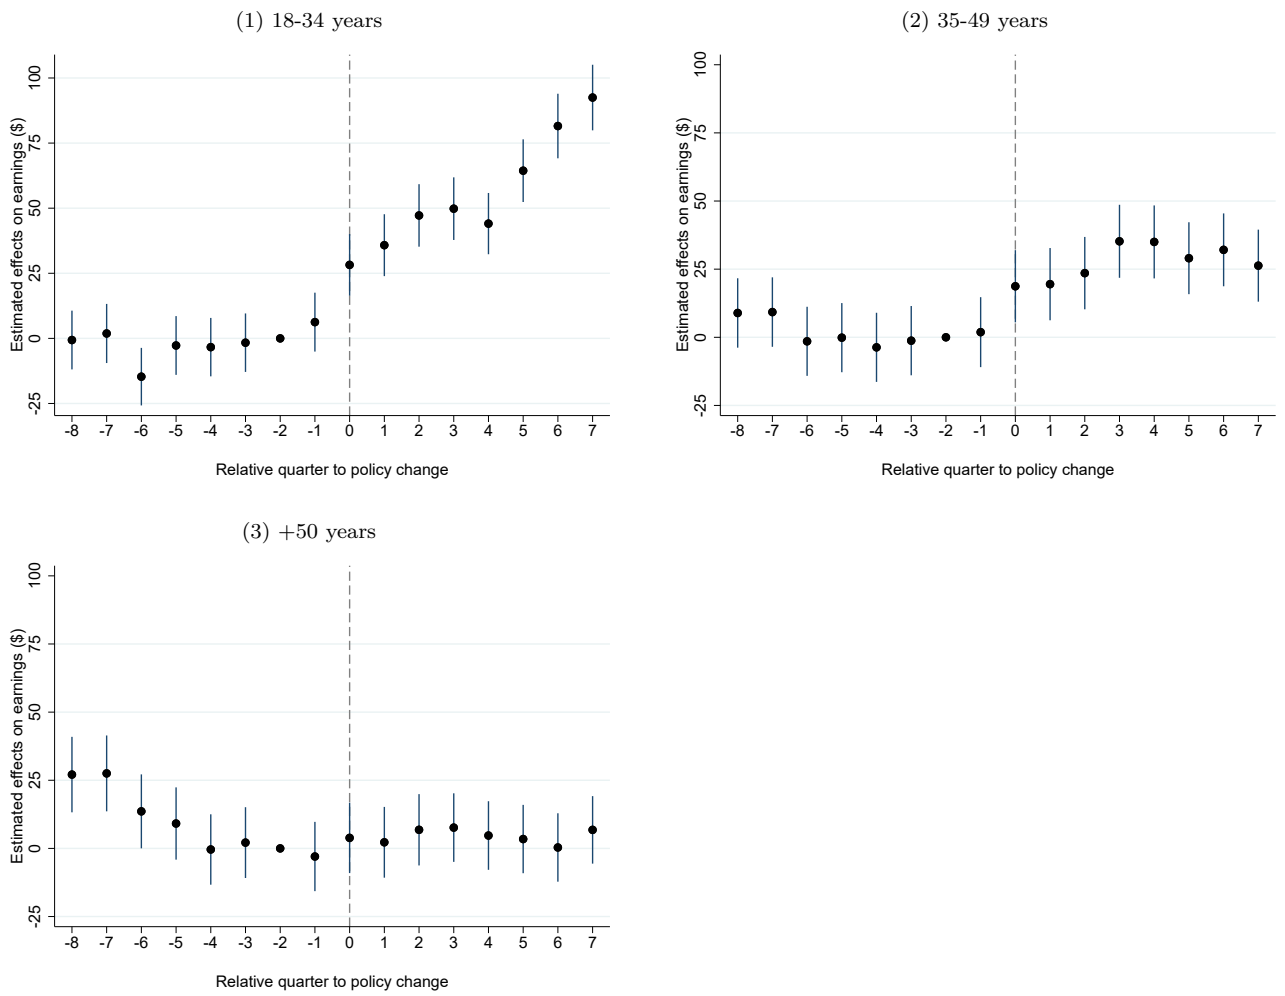 (1) 18-34 years
Estimated effects on earnings ($)
100
75
50
25
0
-25
-8 -7 -6 -5 -4 -3 -2 -1 0 1 2 3 4 5 6 7
Relative quarter to policy change
(2) 35-49 years
Estimated effects on earnings ($)
100
75
50
25
0
-25
-8 -7 -6 -5 -4 -3 -2 -1 0 1 2 3 4 5 6 7
Relative quarter to policy change
(3) +50 years
Estimated effects on earnings ($)
100
75
50
25
0
-25
-8 -7 -6 -5 -4 -3 -2 -1 0 1 2 3 4 5 6 7
Relative quarter to policy change